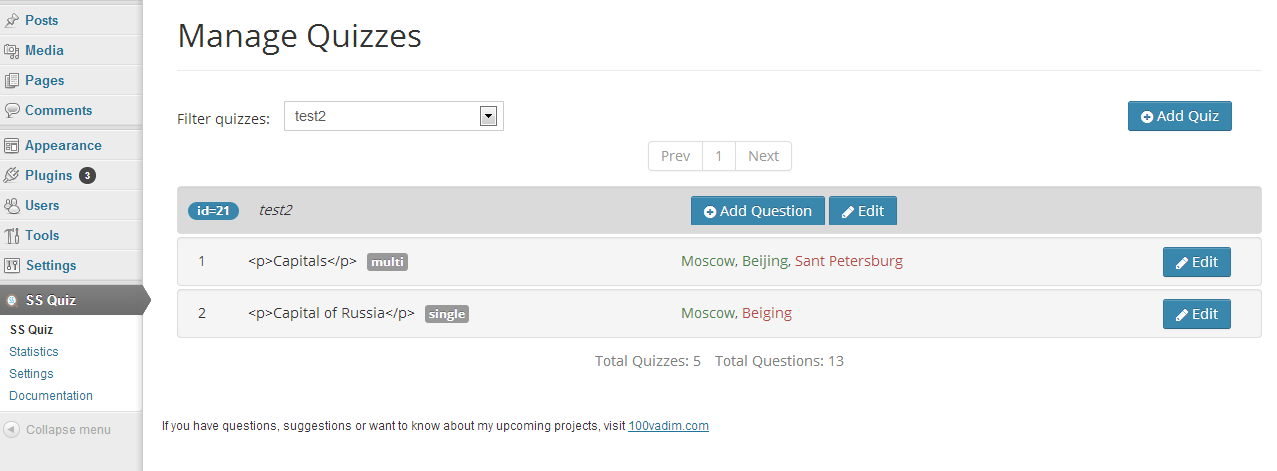 Posts
Media
Pages
Comments
Appearance
Plugins 3
Users
Tools
Settings
SS Quiz
SS Quiz
Statistics
Settings
Documentation
Collapse menu
Manage Quizzes
Filter quizzes: test2 Add Quiz
Prev 1 Next
id=21 test2 Add Question Edit
1 <p>Capitals</p> multi Moscow, Beijing, Sant Petersburg Edit
2 <p>Capital of Russia</p> single Moscow, Beiging Edit
Total Quizzes: 5 Total Questions: 13
If you have questions, suggestions or want to know about my upcoming projects, visit 100vadim.com